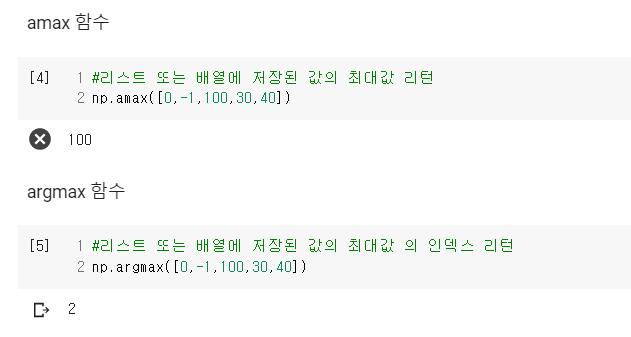 amax 함수
[4] 1 #리스트 또는 배열에 저장된 값의 최대값 리턴
2 np.amax([0,-1,100,30,40])
100
argmax 함수
[5] 1 #리스트 또는 배열에 저장된 값의 최대값 의 인덱스 리턴
2 np.argmax([0,-1,100,30,40])
2